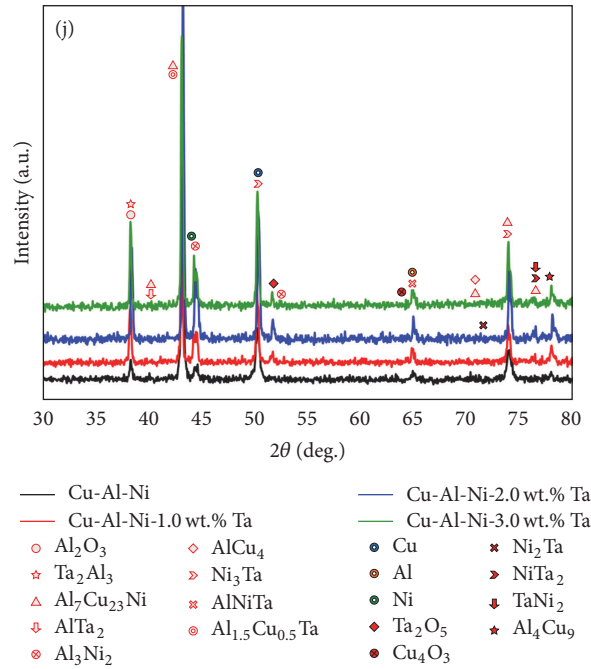 (j)
Intensity (a.u.)
30 35 40 45 50 55 60 65 70 74 80
2θ (deg.)
Cu-Al-Ni
Cu-Al-Ni-1.0 wt.% Ta
Cu-Al-Ni-2.0 wt.% Ta
Cu-Al-Ni-3.0 wt.% Ta
Al₂O₃
Ta₂Al₃
Al₇Cu₂₃Ni
AlTa₂
Al₃Ni₂
AlCu₄
Ni₃Ta
AlNiTa
Al₁.₅Cu₀.₅Ta
Cu
Al
Ni
Ta₂O₅
Cu₄O₃
Ni₂Ta
NiTa₂
TaNi₂
Al₄Cu₉